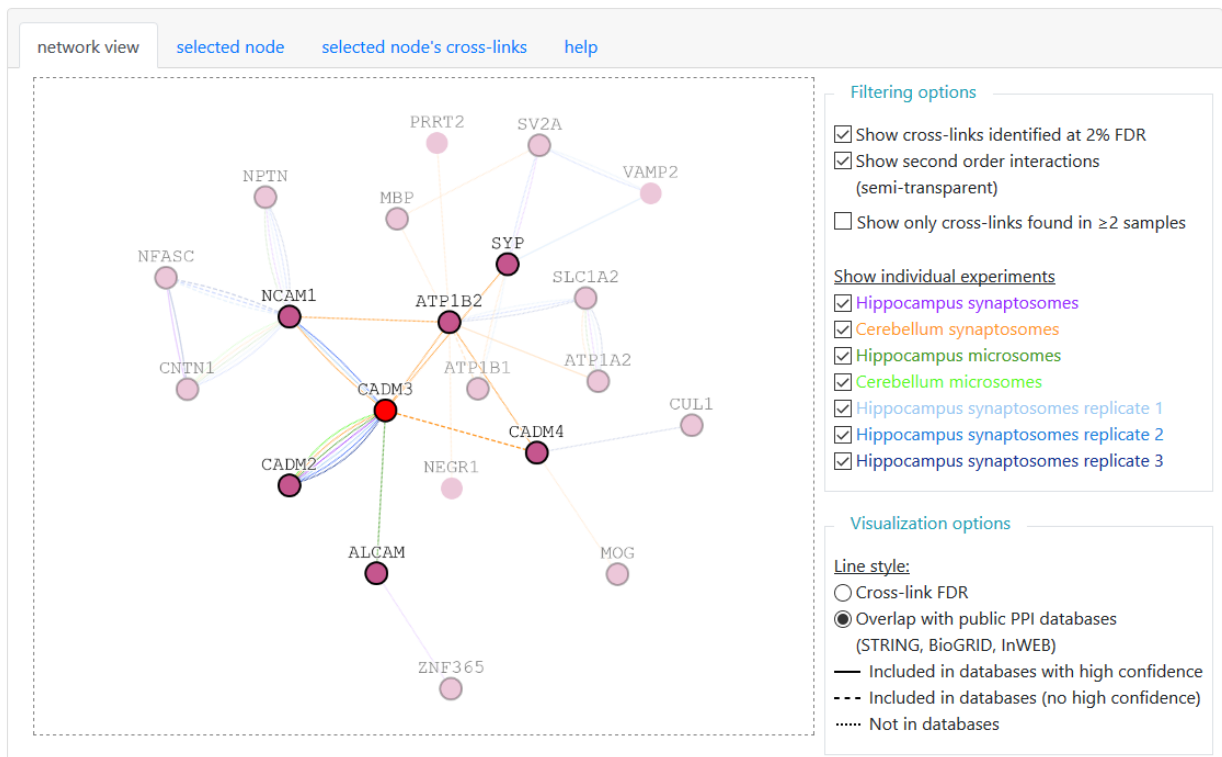 network view
selected node
selected node's cross-links
help
PRRT2
SV2A
NPTN
MBP
VAMP2
SYP
NFASC
SLC1A2
NCAM1
ATP1B2
CNTN1
ATP1B1
ATP1A2
CADM3
CUL1
CADM4
CADM2
NEGR1
ALCAM
MOG
ZNF365
Filtering options
Show cross-links identified at 2% FDR
Show second order interactions
(semi-transparent)
Show only cross-links found in ≥2 samples
Show individual experiments
Hippocampus synaptosomes
Cerebellum synaptosomes
Hippocampus microsomes
Cerebellum microsomes
Hippocampus synaptosomes replicate 1
Hippocampus synaptosomes replicate 2
Hippocampus synaptosomes replicate 3
Visualization options
Line style:
Cross-link FDR
Overlap with public PPI databases
(STRING, BioGRID, InWEB)
Included in databases with high confidence
Included in databases (no high confidence)
Not in databases